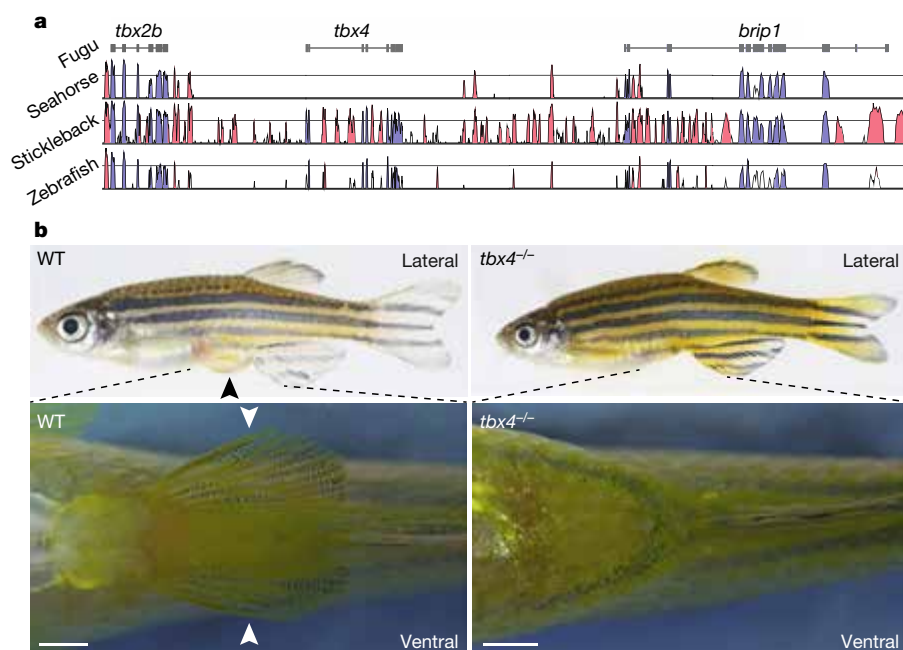 a
tbx2b tbx4 brip1
Fugu
Seahorse
Stickleback
Zebrafish
b
WT Lateral tbx4–/– Lateral
WT tbx4–/–
Ventral Ventral